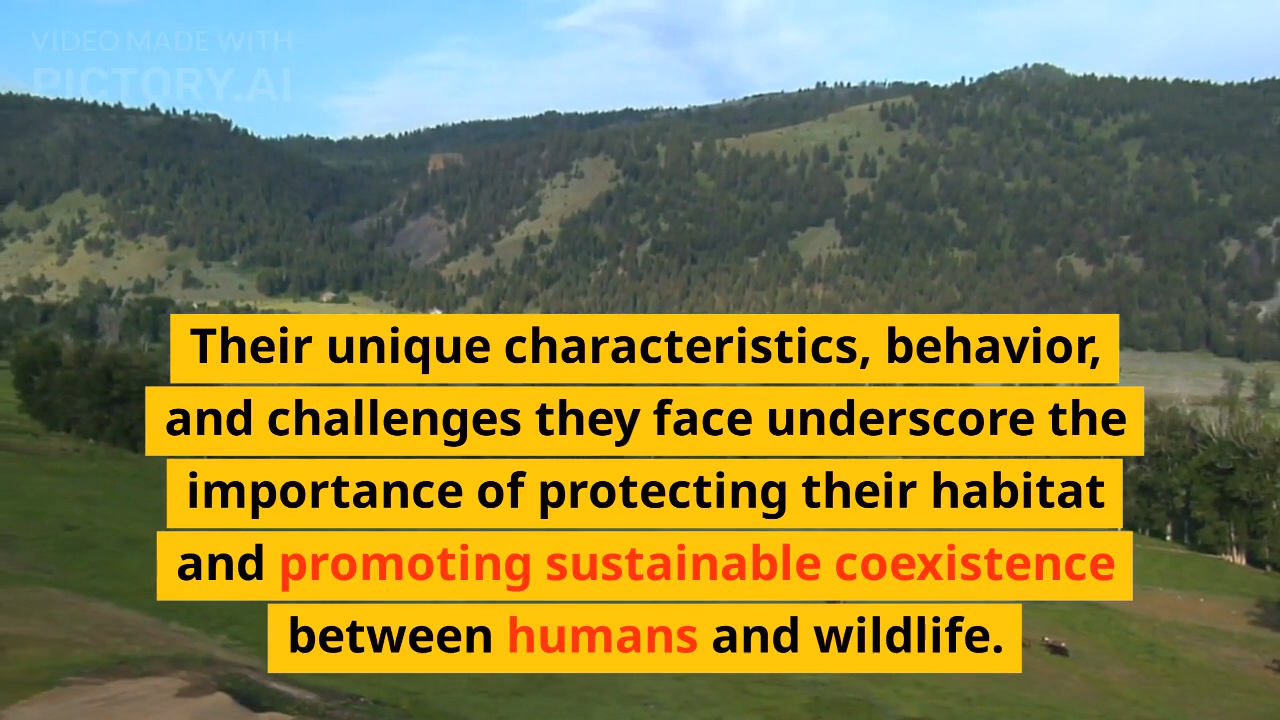 VIDEO MADE WITH
PICTORY.AI
Their unique characteristics, behavior,
and challenges they face underscore the
importance of protecting their habitat
and promoting sustainable coexistence
between humans and wildlife.